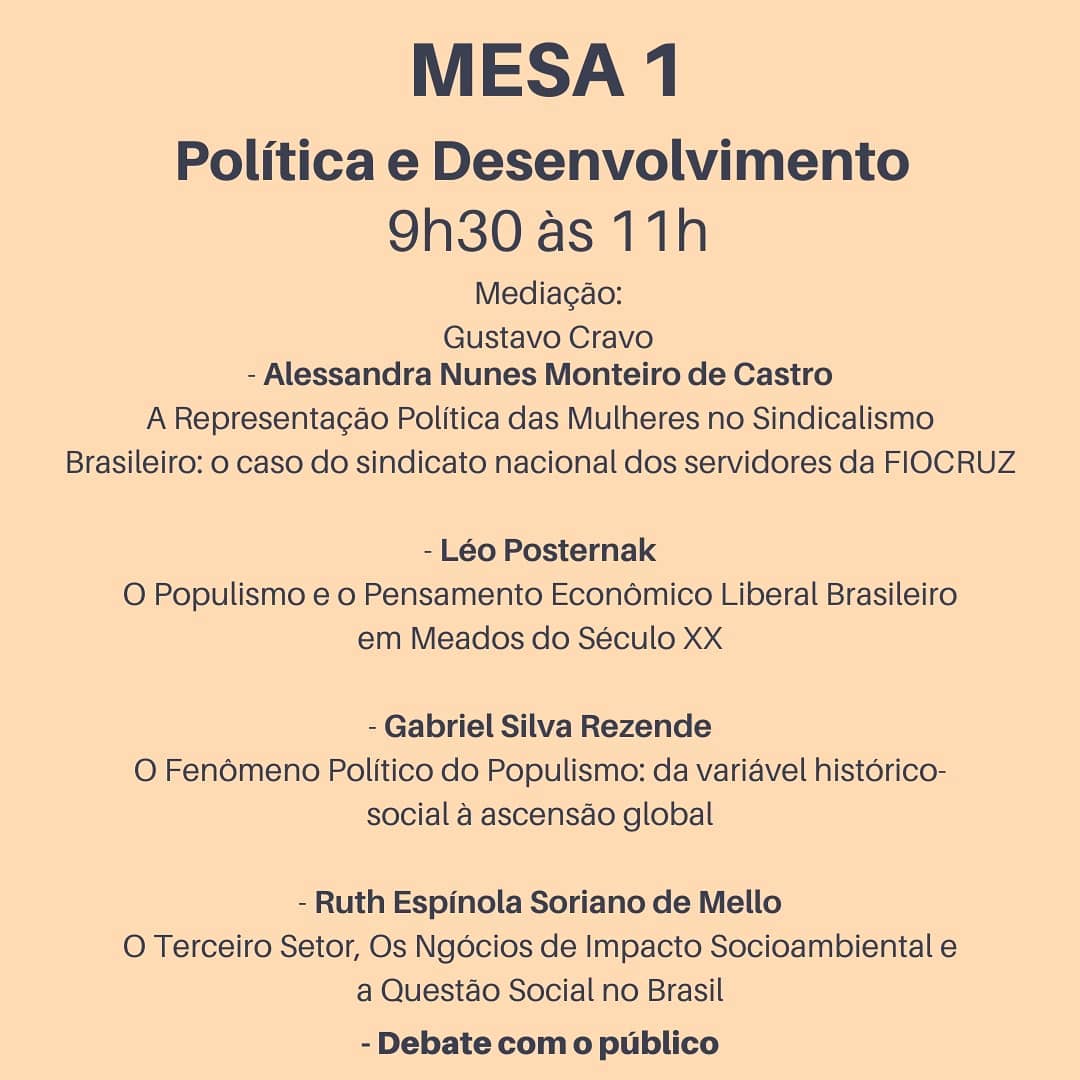 MESA 1
Política e Desenvolvimento
9h30 às 11h
Mediação:
Gustavo Cravo
- Alessandra Nunes Monteiro de Castro
A Representação Política das Mulheres no Sindicalismo
Brasileiro: o caso do sindicato nacional dos servidores da FIOCRUZ
- Léo Posternak
O Populismo e o Pensamento Econômico Liberal Brasileiro
em Meados do Século XX
- Gabriel Silva Rezende
O Fenômeno Político do Populismo: da variável histórico-
social à ascensão global
- Ruth Espínola Soriano de Mello
O Terceiro Setor, Os Ngócios de Impacto Socioambiental e
a Questão Social no Brasil
- Debate com o público